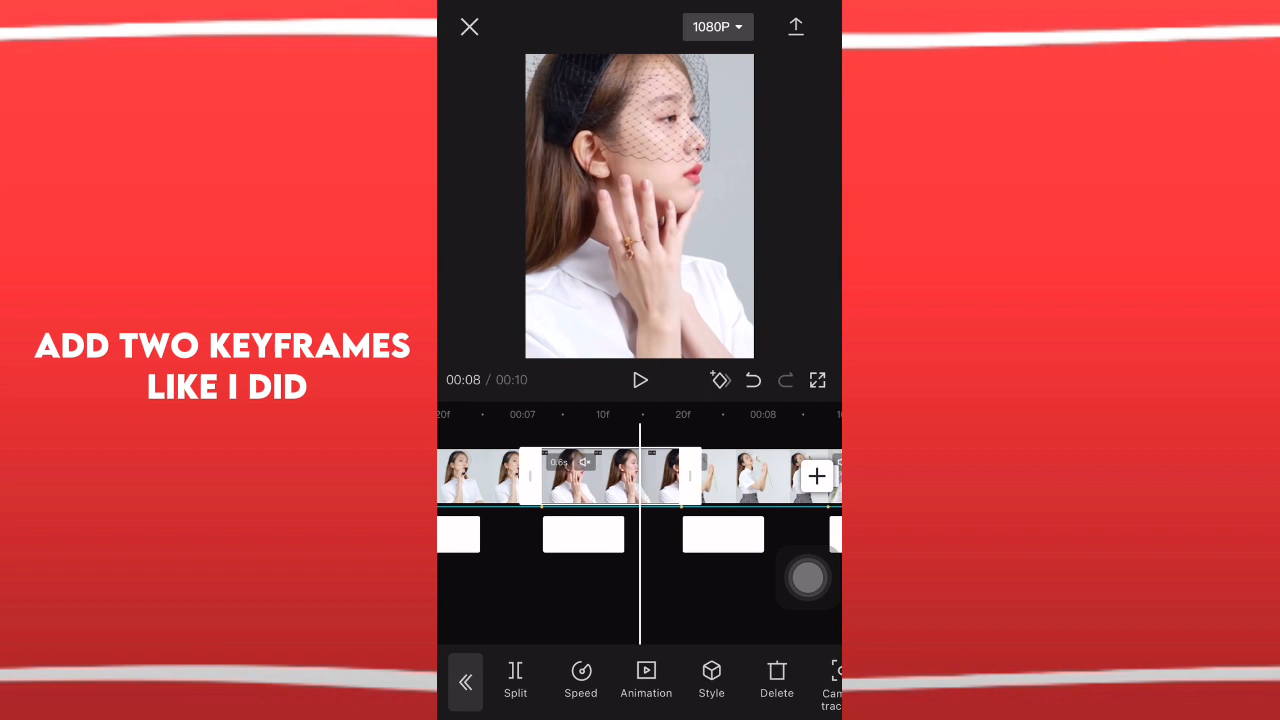 1080P
ADD TWO KEYFRAMES
LIKE I DID
00:08 / 00:10
20f 00:07 10f 20f 00:08
0.6s
Split Speed Animation Style Delete